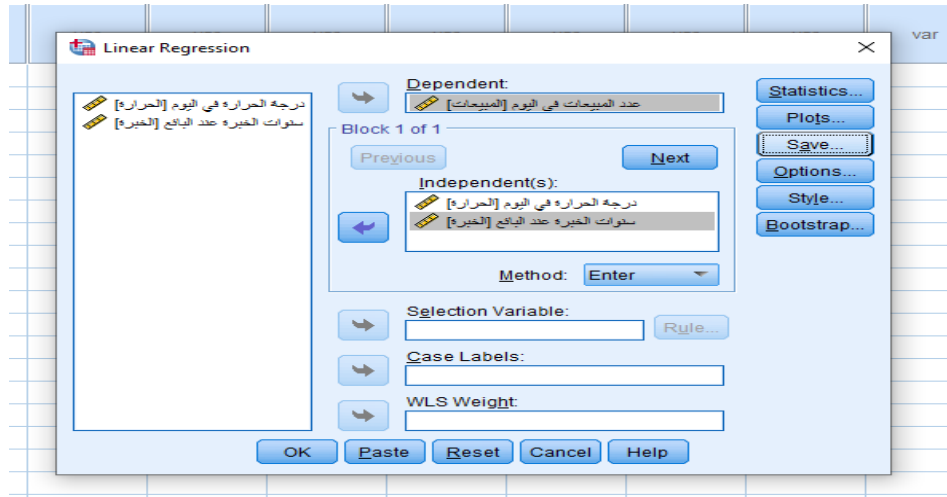 Linear Regression
var
درجة الحرارة في اليوم [الحرارة]
سنوات الخبرة عند البائع [الخبرة]
Dependent:
عدد المبيعات في اليوم [المبيعات]
Block 1 of 1
Previous
Next
Independent(s):
درجة الحرارة في اليوم [الحرارة]
سنوات الخبرة عند البائع [الخبرة]
Method: Enter
Selection Variable:
Rule...
Case Labels:
WLS Weight:
Statistics...
Plots...
Save...
Options...
Style...
Bootstrap...
OK Paste Reset Cancel Help